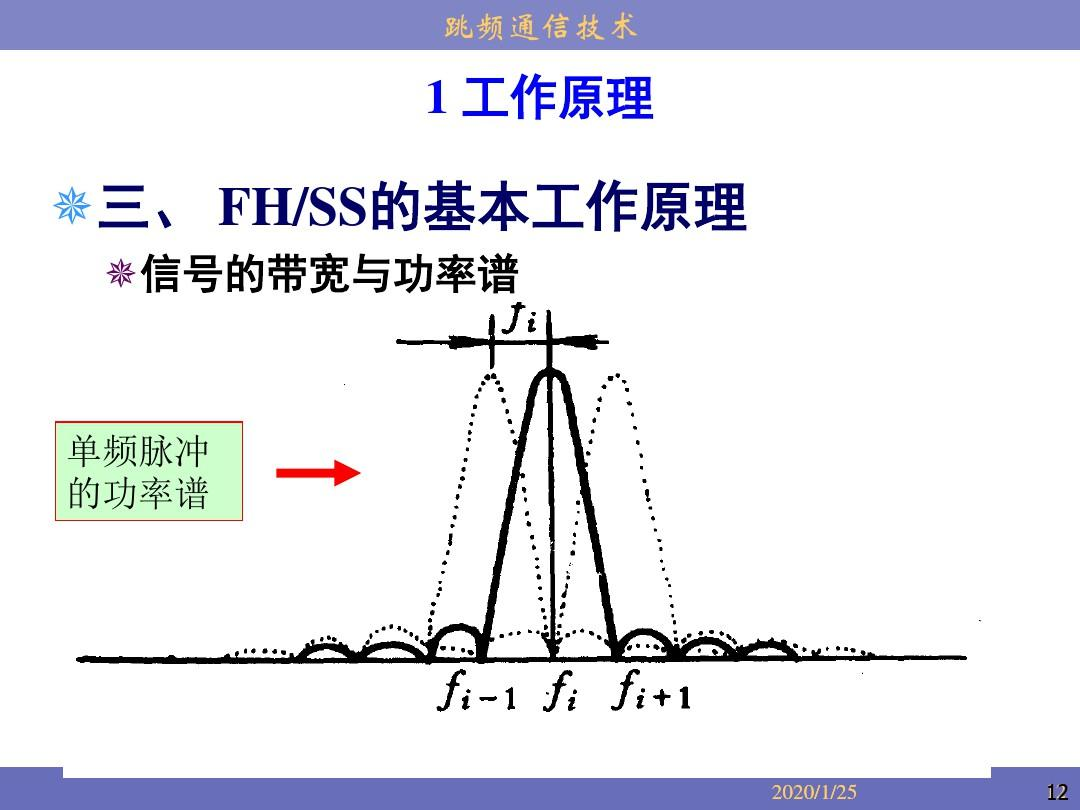 跳频通信技术
1 工作原理
三、 FH/SS的基本工作原理
信号的带宽与功率谱
fi
单频脉冲
的功率谱
fi-1 fi fi+1
2020/1/25 12